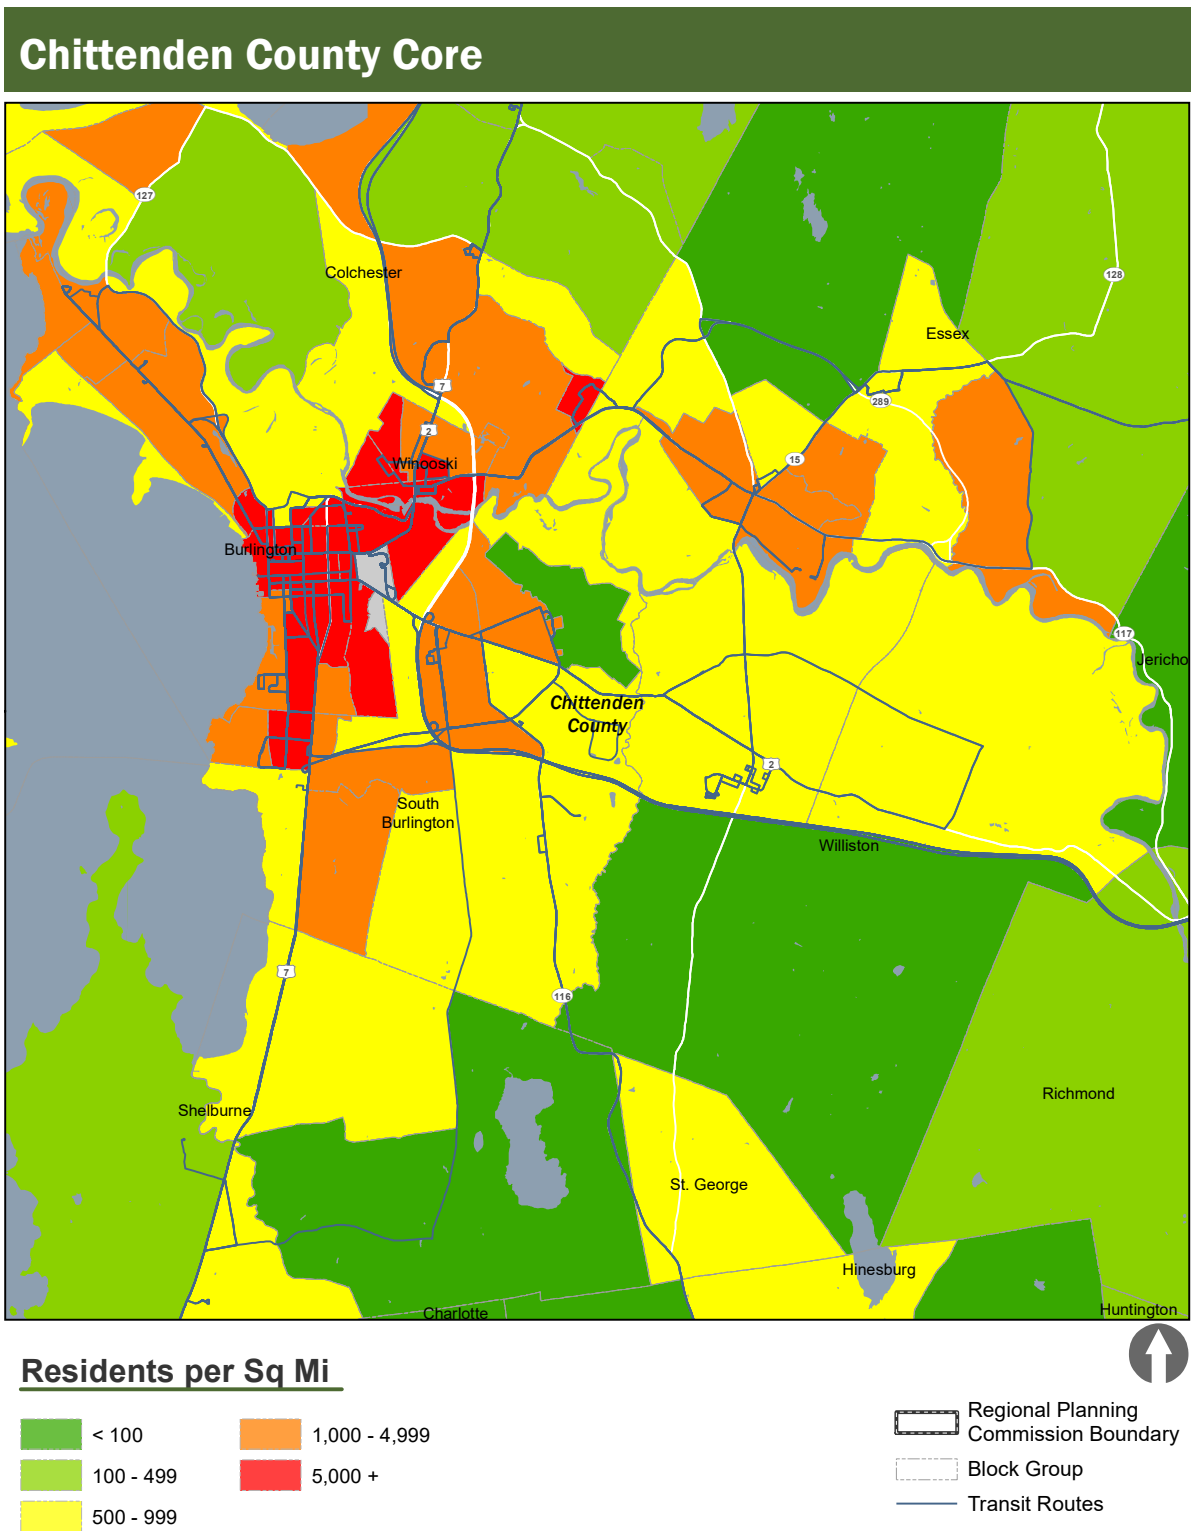 Chittenden County Core
127
Colchester
128
Essex
7
289
2
15
Winooski
Burlington
117
Jericho
Chittenden
County
2
South
Burlington
Williston
7
116
Richmond
Shelburne
St. George
Hinesburg
Charlotte
Huntington
Residents per Sq Mi
< 100
1,000 - 4,999
100 - 499
5,000 +
500 - 999
Regional Planning
Commission Boundary
Block Group
Transit Routes